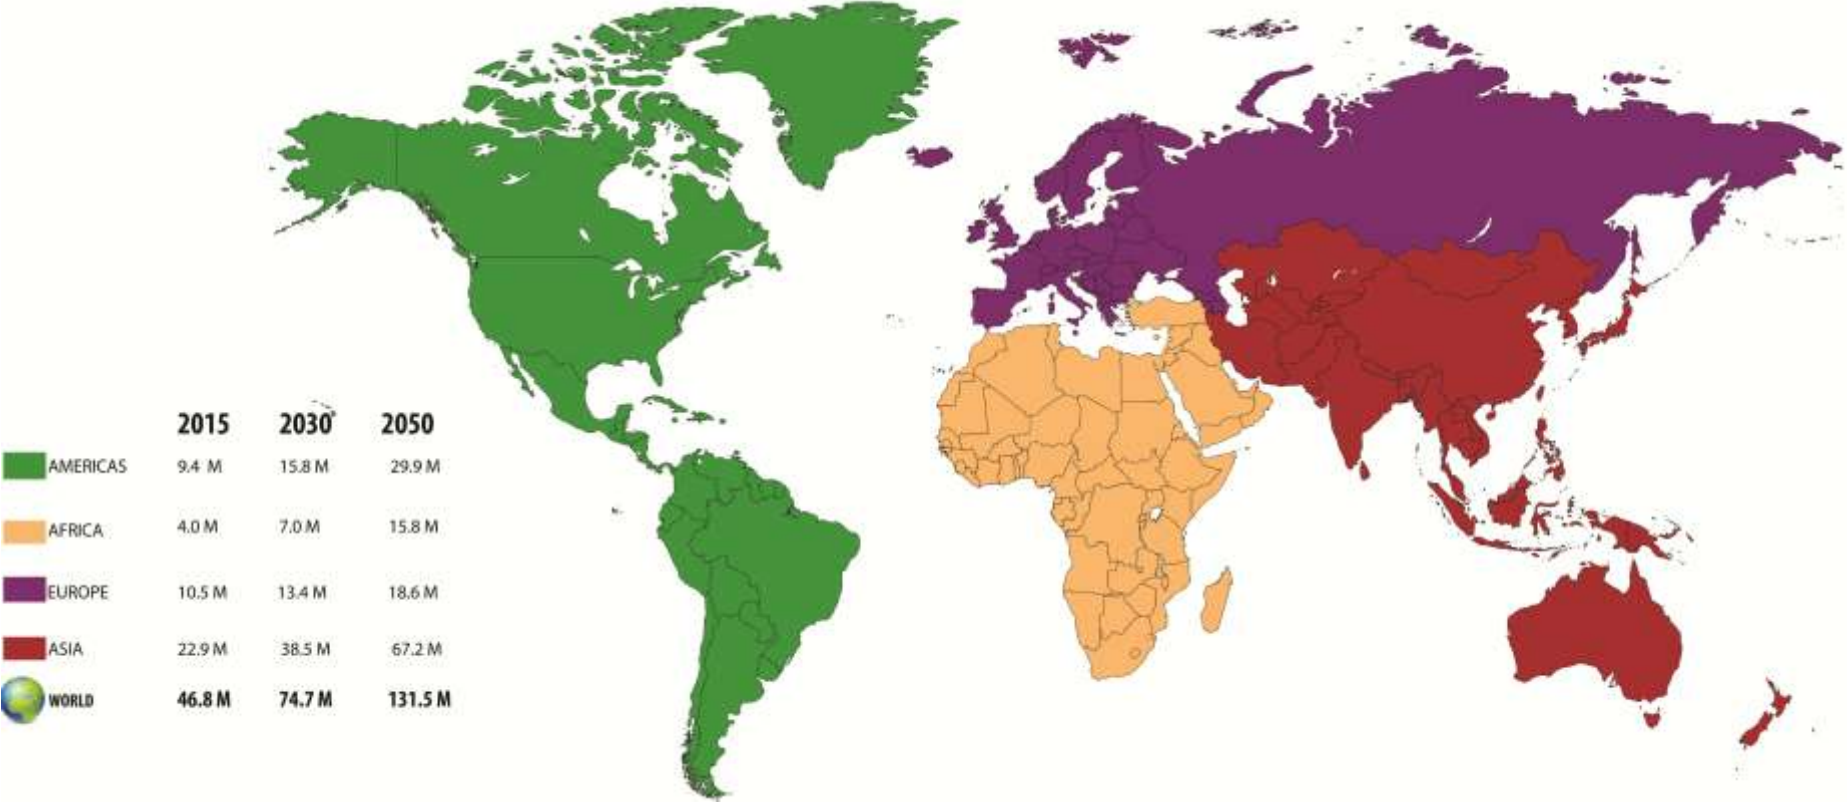 2015 2030 2050
AMERICAS 9.4 M 15.8 M 29.9 M
AFRICA 4.0 M 7.0 M 15.8 M
EUROPE 10.5 M 13.4 M 18.6 M
ASIA 22.9 M 38.5 M 67.2 M
WORLD 46.8 M 74.7 M 131.5 M